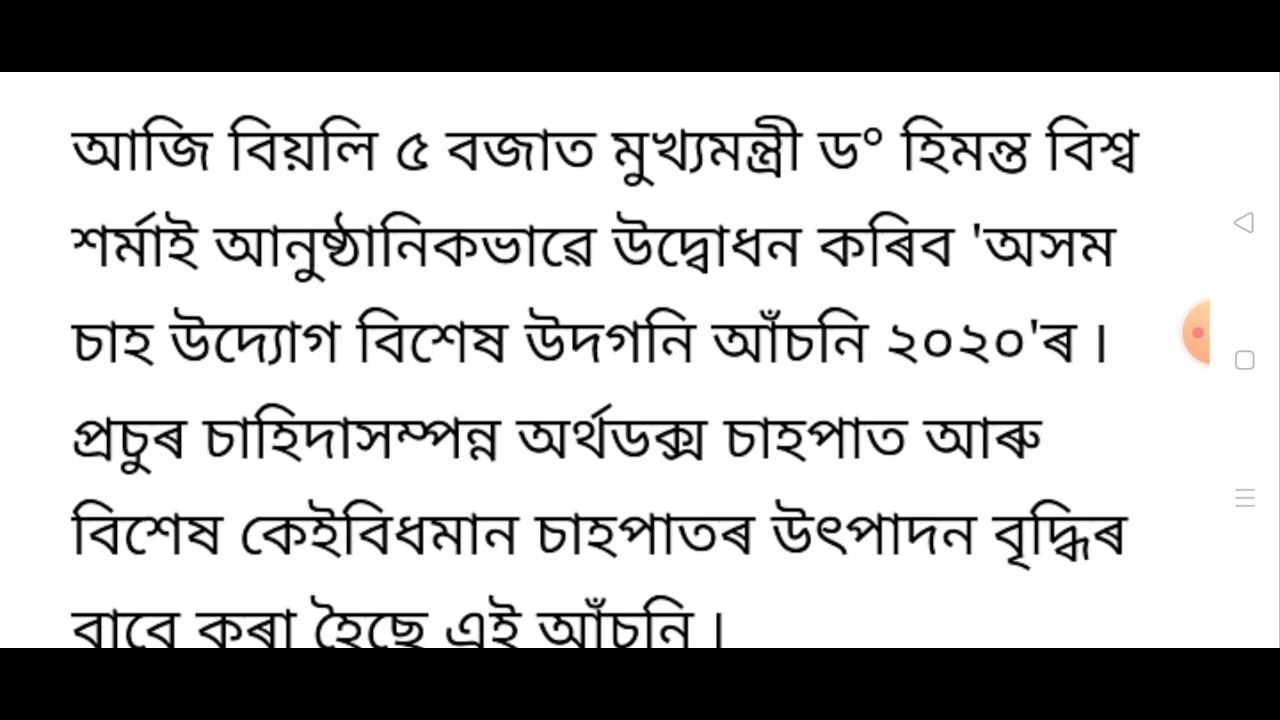 আজি বিয়লি ৫ বজাত মুখ্যমন্ত্ৰী ড° হিমন্ত বিশ্ব
শৰ্মাই আনুষ্ঠানিকভাৱে উদ্বোধন কৰিব 'অসম
চাহ উদ্যোগ বিশেষ উদগনি আঁচনি ২০২০'ৰ ।
প্ৰচুৰ চাহিদাসম্পন্ন অৰ্থডক্স চাহপাত আৰু
বিশেষ কেইবিধমান চাহপাতৰ উৎপাদন বৃদ্ধিৰ
বাবে কৰা হৈছে এই আঁচনি ।